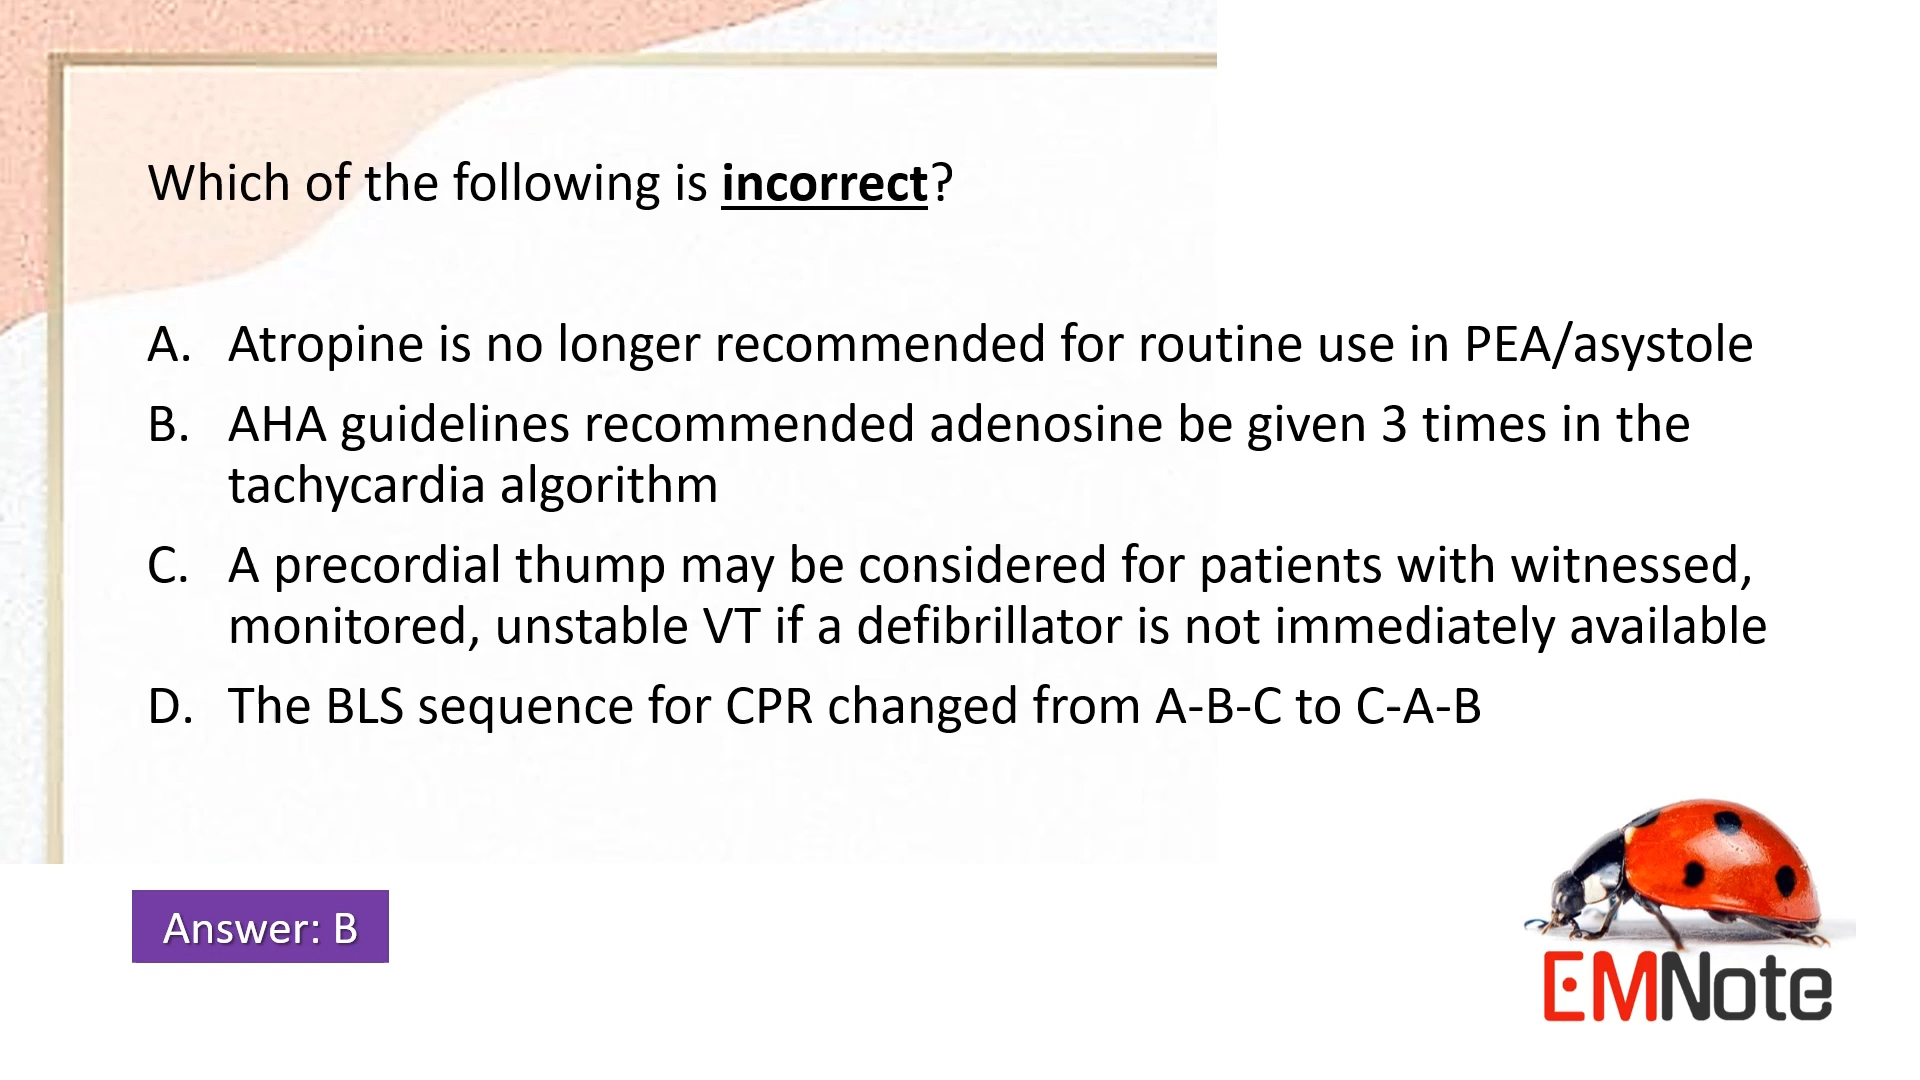 Which of the following is incorrect?
A. Atropine is no longer recommended for routine use in PEA/asystole
B. AHA guidelines recommended adenosine be given 3 times in the
tachycardia algorithm
C. A precordial thump may be considered for patients with witnessed,
monitored, unstable VT if a defibrillator is not immediately available
D. The BLS sequence for CPR changed from A-B-C to C-A-B
Answer: B
EMNote